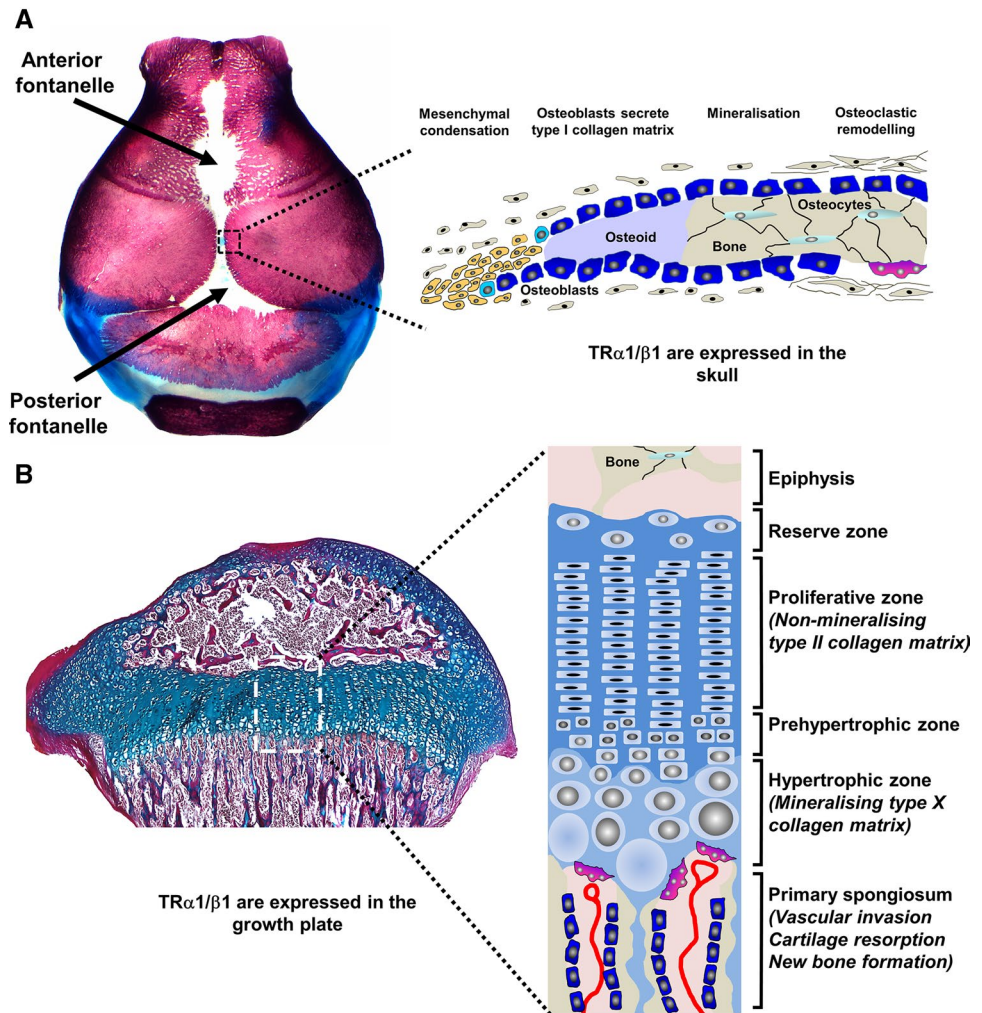 A
Anterior
fontanelle
Posterior
fontanelle
Mesenchymal
condensation
Osteoblasts secrete
type I collagen matrix
Mineralisation
Osteoclastic
remodelling
Osteocytes
Osteoid
Bone
Osteoblasts
TRα1/β1 are expressed in the
skull
B
TRα1/β1 are expressed in the
growth plate
Bone
Epiphysis
Reserve zone
Proliferative zone
(Non-mineralising
type II collagen matrix)
Prehypertrophic zone
Hypertrophic zone
(Mineralising type X
collagen matrix)
Primary spongiosum
(Vascular invasion
Cartilage resorption
New bone formation)